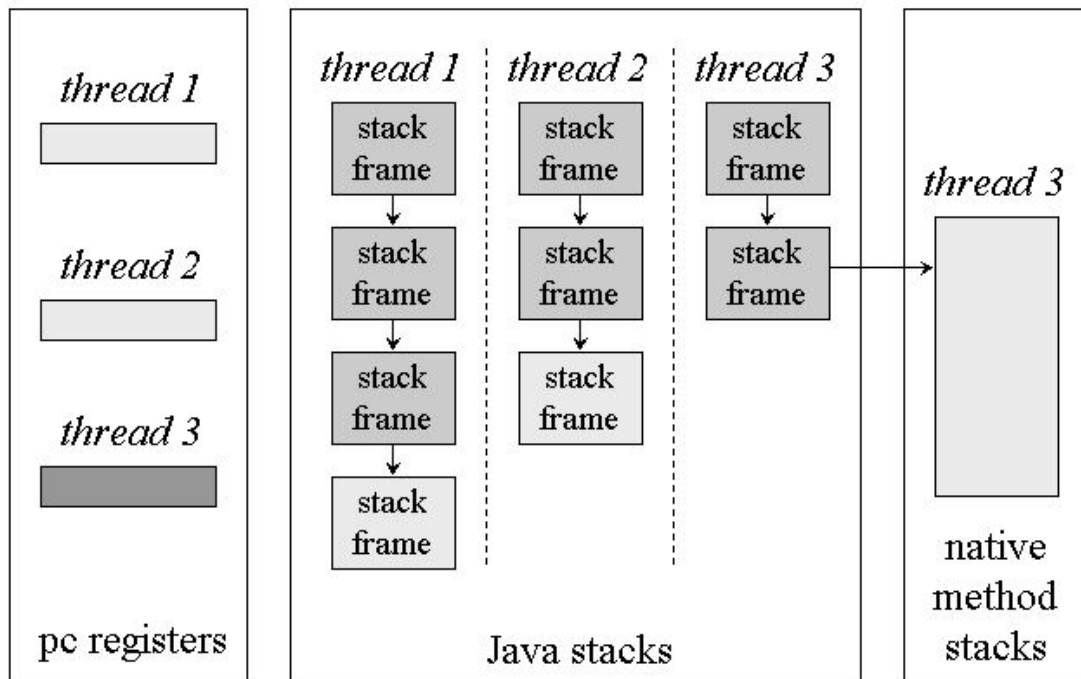 thread 1
thread 2
thread 3
pc registers
thread 1
stack
frame
stack
frame
stack
frame
stack
frame
thread 2
stack
frame
stack
frame
stack
frame
thread 3
stack
frame
stack
frame
Java stacks
thread 3
native
method
stacks